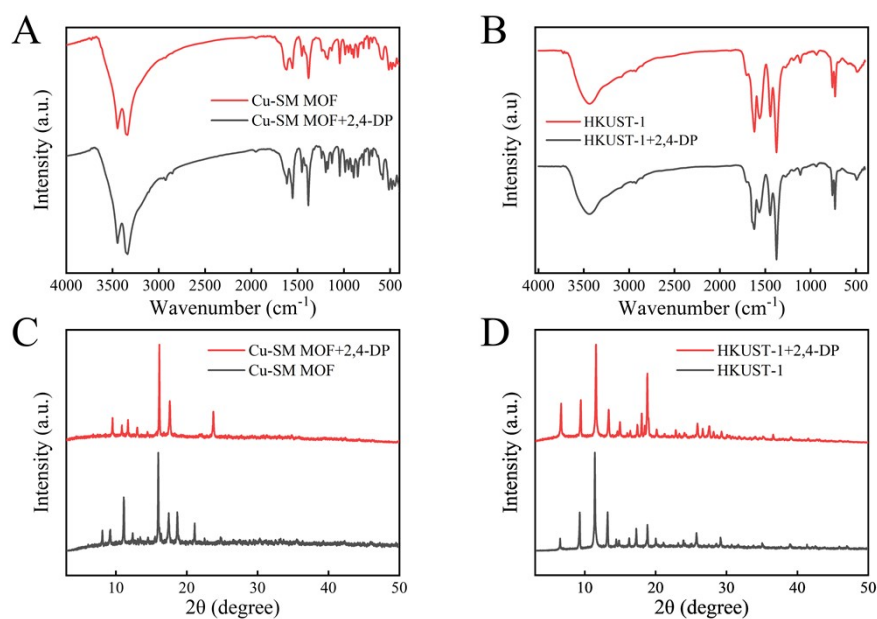 A
Intensity (a.u.)
Cu-SM MOF
Cu-SM MOF+2,4-DP
4000 3500 3000 2500 2000 1500 1000 500
Wavenumber (cm⁻¹)
B
Intensity (a.u)
HKUST-1
HKUST-1+2,4-DP
4000 3500 3000 2500 2000 1500 1000 500
Wavenumber (cm⁻¹)
C
Intensity (a.u.)
Cu-SM MOF+2,4-DP
Cu-SM MOF
10 20 30 40 50
2θ (degree)
D
Intensity (a.u.)
HKUST-1+2,4-DP
HKUST-1
10 20 30 40 50
2θ (degree)